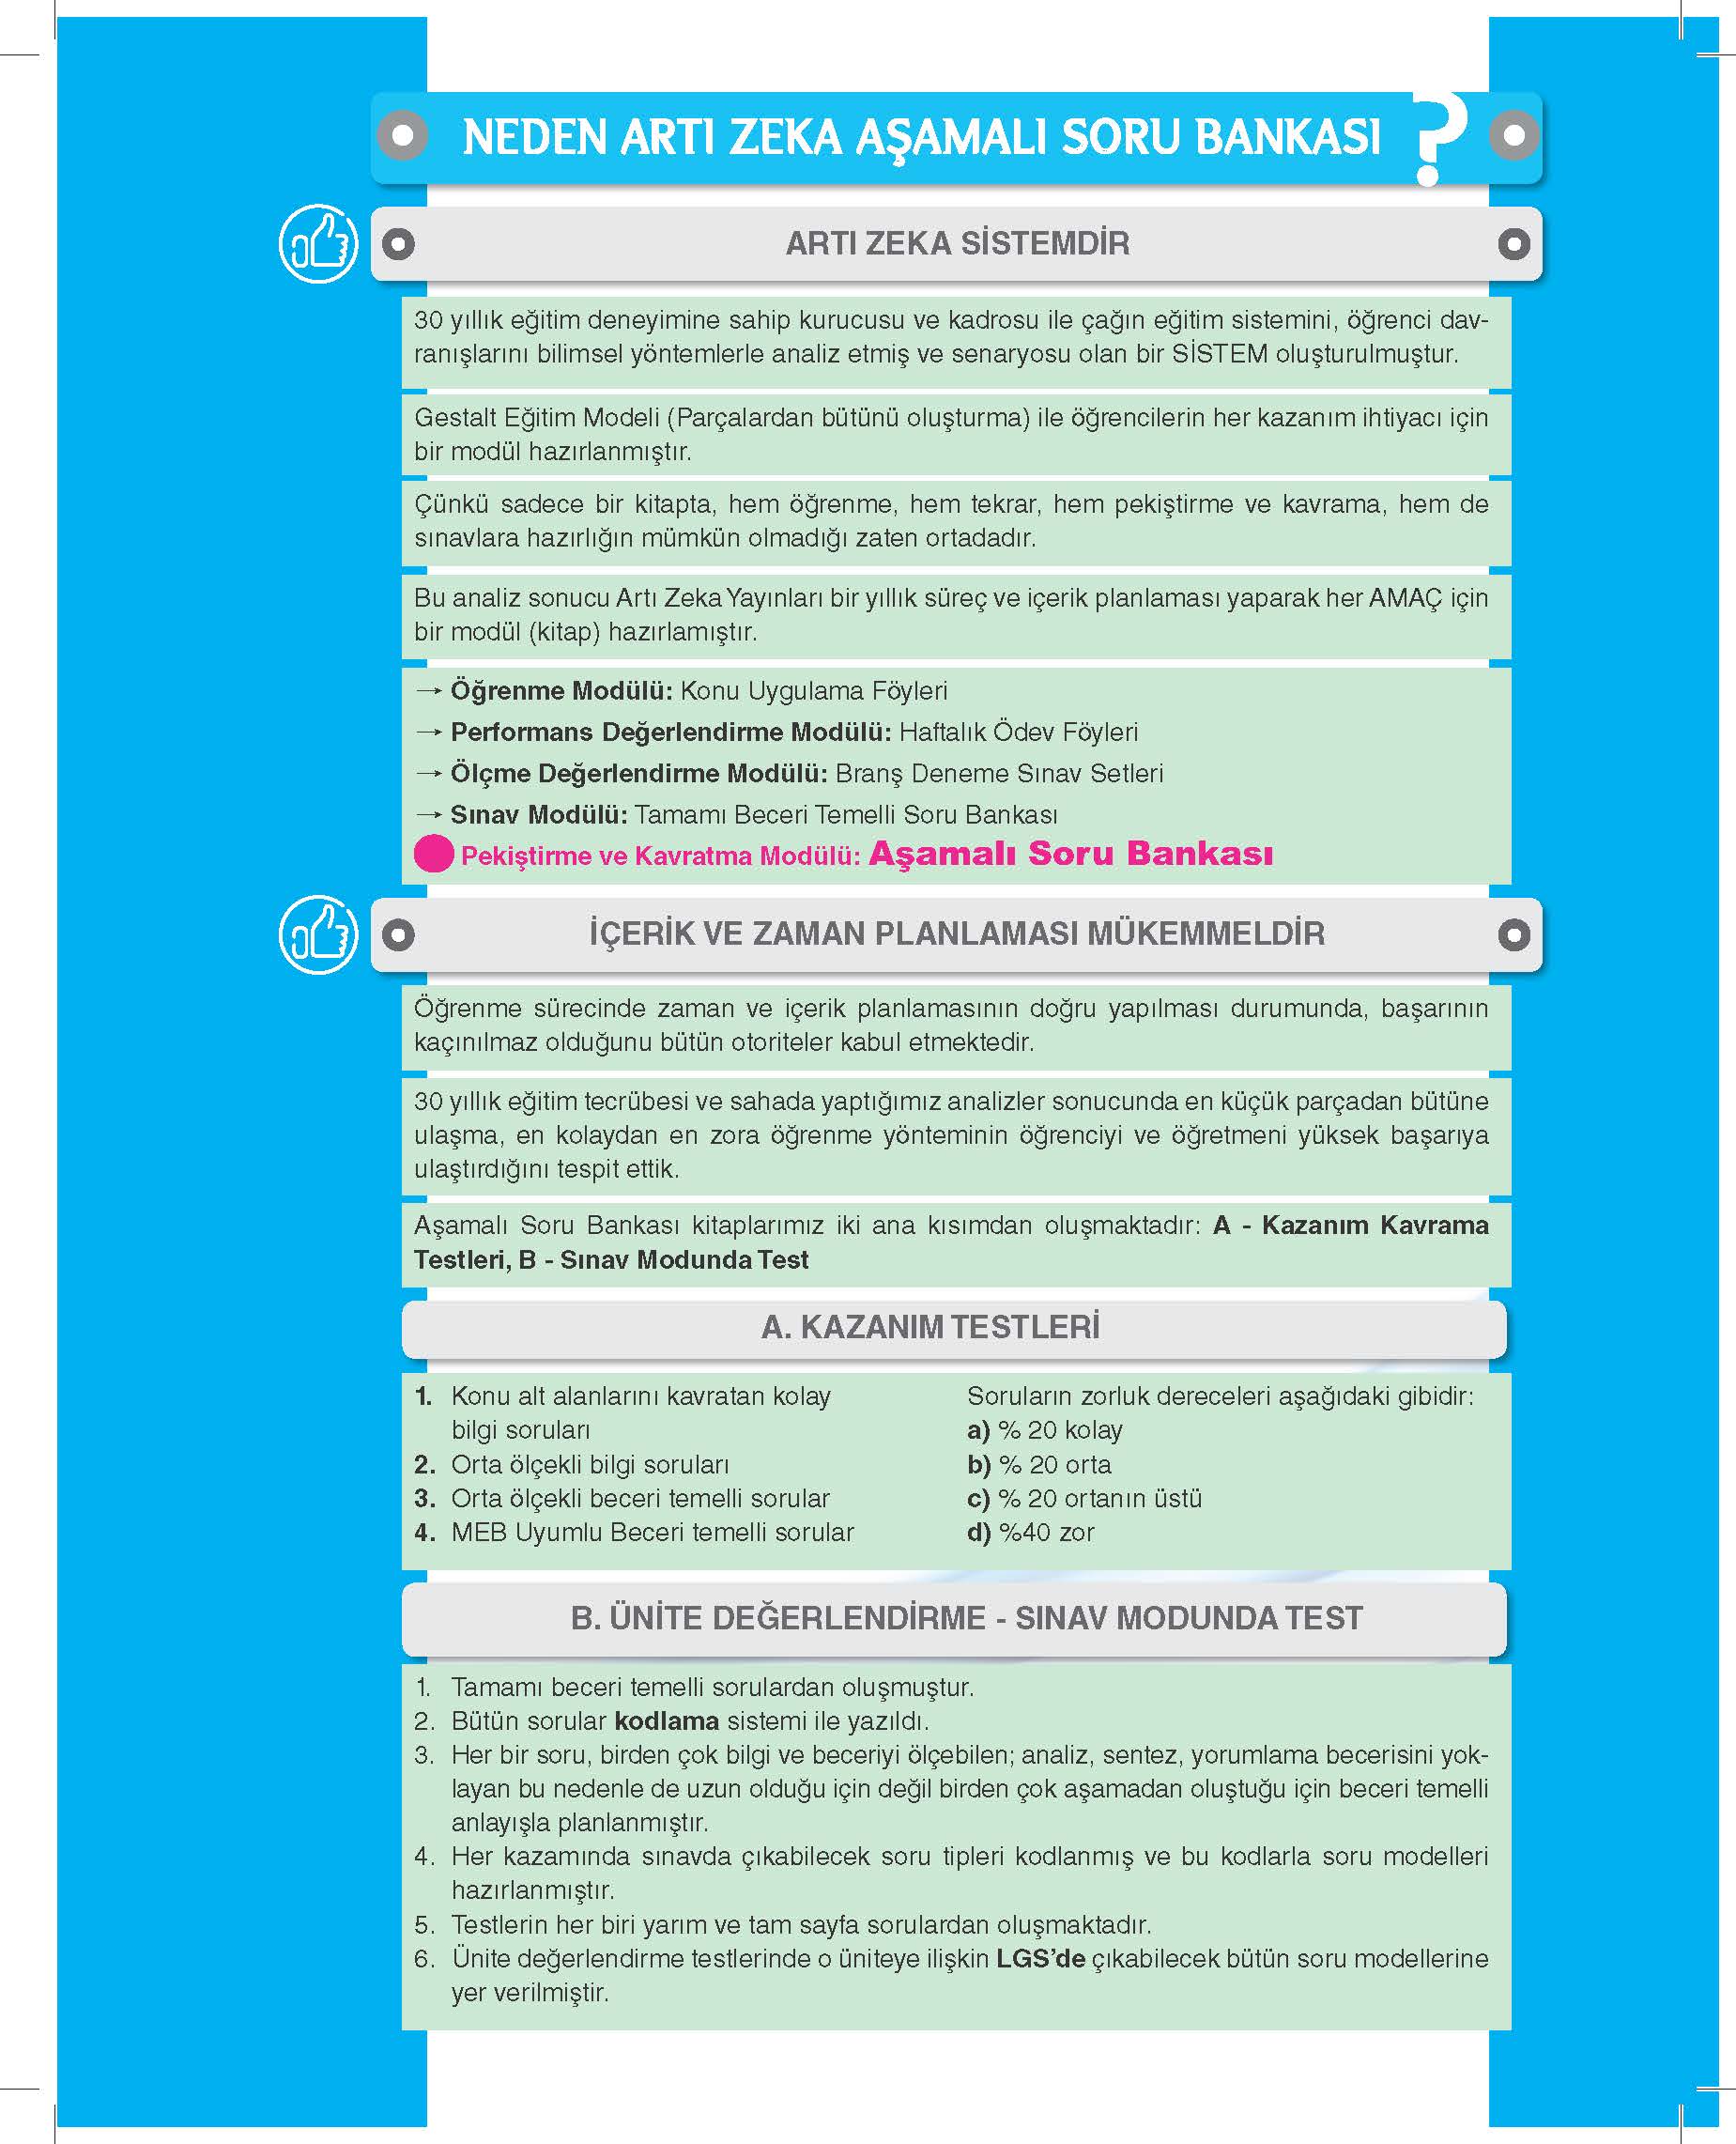 NEDEN ARTI ZEKA AŞAMALI SORU BANKASI ?
ARTI ZEKA SİSTEMDİR
30 yıllık eğitim deneyimine sahip kurucusu ve kadrosu ile çağın eğitim sistemini, öğrenci dav-
ranışlarını bilimsel yöntemlerle analiz etmiş ve senaryosu olan bir SİSTEM oluşturulmuştur.
Gestalt Eğitim Modeli (Parçalardan bütünü oluşturma) ile öğrencilerin her kazanım ihtiyacı için
bir modül hazırlanmıştır.
Çünkü sadece bir kitapta, hem öğrenme, hem tekrar, hem pekiştirme ve kavrama, hem de
sınavlara hazırlığın mümkün olmadığı zaten ortadadır.
Bu analiz sonucu Artı Zeka Yayınları bir yıllık süreç ve içerik planlaması yaparak her AMAÇ için
bir modül (kitap) hazırlamıştır.
→ Öğrenme Modülü: Konu Uygulama Föyleri
→ Performans Değerlendirme Modülü: Haftalık Ödev Föyleri
→ Ölçme Değerlendirme Modülü: Branş Deneme Sınav Setleri
→ Sınav Modülü: Tamamı Beceri Temelli Soru Bankası
Pekiştirme ve Kavratma Modülü: Aşamalı Soru Bankası
İÇERİK VE ZAMAN PLANLAMASI MÜKEMMELDİR
Öğrenme sürecinde zaman ve içerik planlamasının doğru yapılması durumunda, başarının
kaçınılmaz olduğunu bütün otoriteler kabul etmektedir.
30 yıllık eğitim tecrübesi ve sahada yaptığımız analizler sonucunda en küçük parçadan bütüne
ulaşma, en kolaydan en zora öğrenme yönteminin öğrenciyi ve öğretmeni yüksek başarıya
ulaştırdığını tespit ettik.
Aşamalı Soru Bankası kitaplarımız iki ana kısımdan oluşmaktadır: A - Kazanım Kavrama
Testleri, B - Sınav Modunda Test
A. KAZANIM TESTLERİ
1. Konu alt alanlarını kavratan kolay
bilgi soruları
2. Orta ölçekli bilgi soruları
3. Orta ölçekli beceri temelli sorular
4. MEB Uyumlu Beceri temelli sorular
Soruların zorluk dereceleri aşağıdaki gibidir:
a) % 20 kolay
b) % 20 orta
c) % 20 ortanın üstü
d) %40 zor
B. ÜNİTE DEĞERLENDİRME - SINAV MODUNDA TEST
1. Tamamı beceri temelli sorulardan oluşmuştur.
2. Bütün sorular kodlama sistemi ile yazıldı.
3. Her bir soru, birden çok bilgi ve beceriyi ölçebilen; analiz, sentez, yorumlama becerisini yok-
layan bu nedenle de uzun olduğu için değil birden çok aşamadan oluştuğu için beceri temelli
anlayışla planlanmıştır.
4. Her kazamında sınavda çıkabilecek soru tipleri kodlanmış ve bu kodlarla soru modelleri
hazırlanmıştır.
5. Testlerin her biri yarım ve tam sayfa sorulardan oluşmaktadır.
6. Ünite değerlendirme testlerinde o üniteye ilişkin LGS’de çıkabilecek bütün soru modellerine
yer verilmiştir.